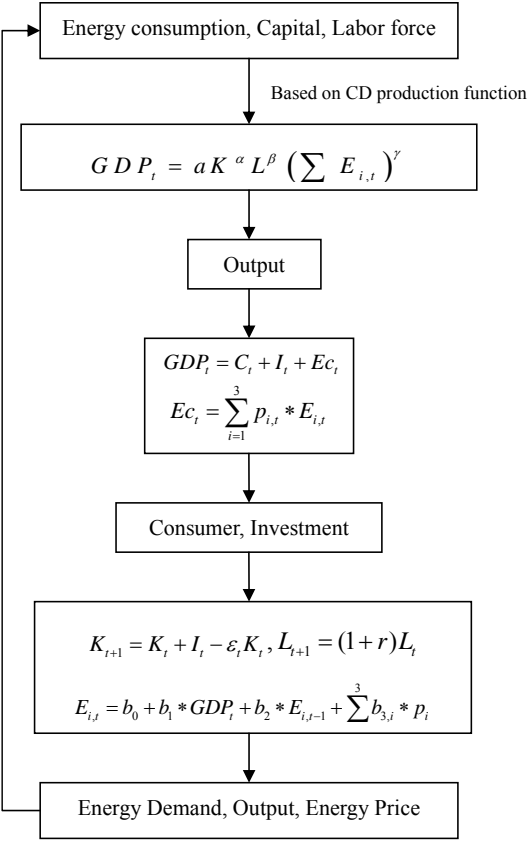 Energy consumption, Capital, Labor force
Based on CD production function
G D P_t = a K^α L^β (∑ E_{i,t})^γ
Output
GDP_t = C_t + I_t + Ec_t
Ec_t = ∑_{i=1}^{3} p_{i,t} * E_{i,t}
Consumer, Investment
K_{t+1} = K_t + I_t − ε_t K_t, L_{t+1} = (1+r)L_t
E_{i,t} = b_0 + b_1 * GDP_t + b_2 * E_{i,t−1} + ∑^{3} b_{3,i} * p_i
Energy Demand, Output, Energy Price